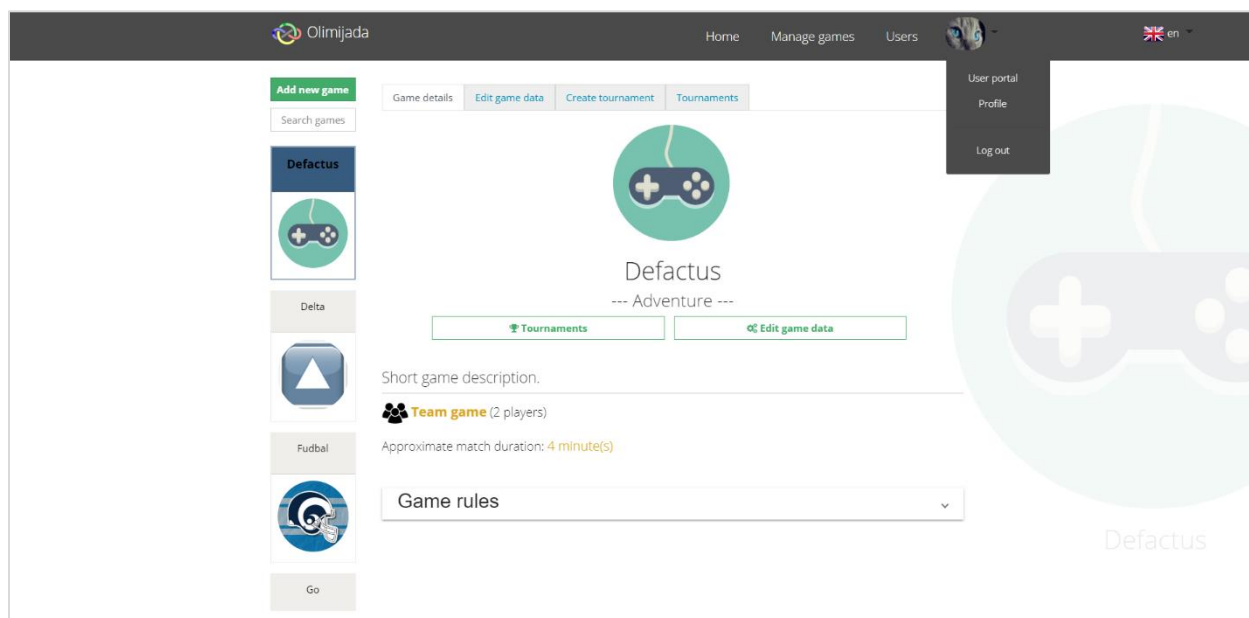 Olimijada
Home Manage games Users en
User portal
Profile
Log out
Add new game
Search games
Defactus
Delta
Fudbal
Go
Game details Edit game data Create tournament Tournaments
Defactus
--- Adventure ---
Tournaments Edit game data
Short game description.
Team game (2 players)
Approximate match duration: 4 minute(s)
Game rules
Defactus